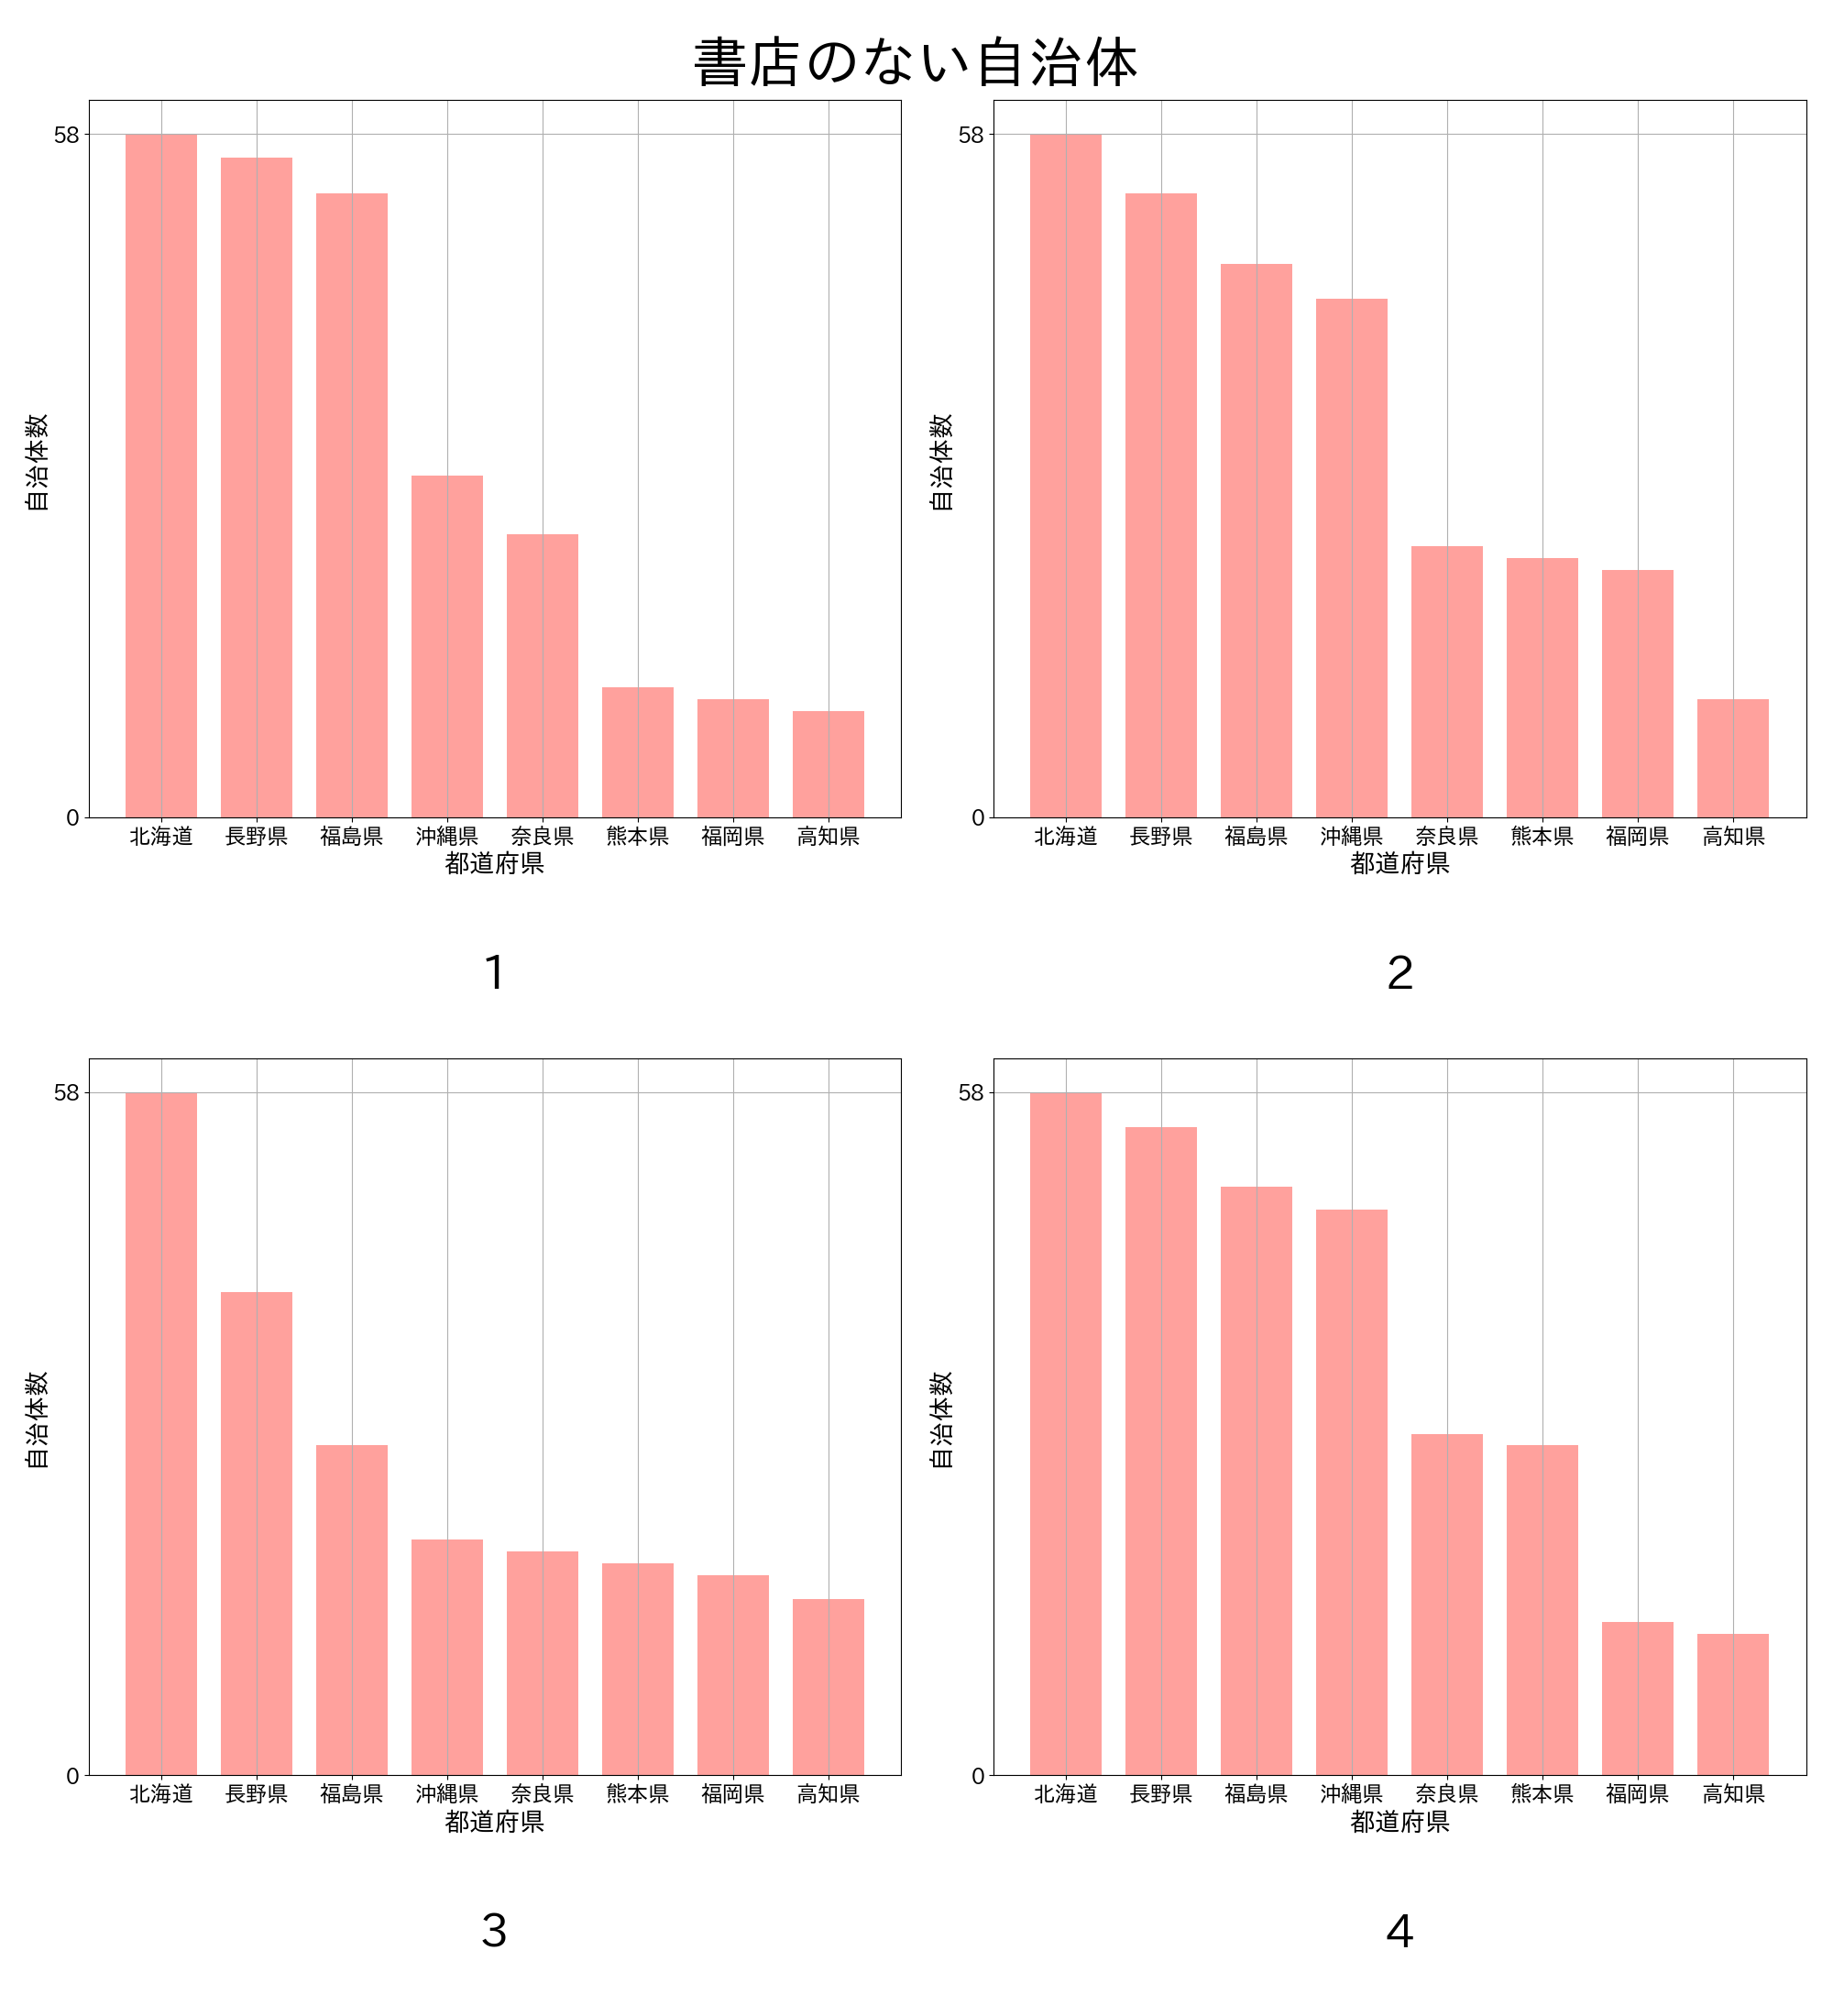 書店のない自治体
58
0
自治体数
北海道 長野県 福島県 沖縄県 奈良県 熊本県 福岡県 高知県
都道府県
1
58
0
自治体数
北海道 長野県 福島県 沖縄県 奈良県 熊本県 福岡県 高知県
都道府県
2
58
0
自治体数
北海道 長野県 福島県 沖縄県 奈良県 熊本県 福岡県 高知県
都道府県
3
58
0
自治体数
北海道 長野県 福島県 沖縄県 奈良県 熊本県 福岡県 高知県
都道府県
4